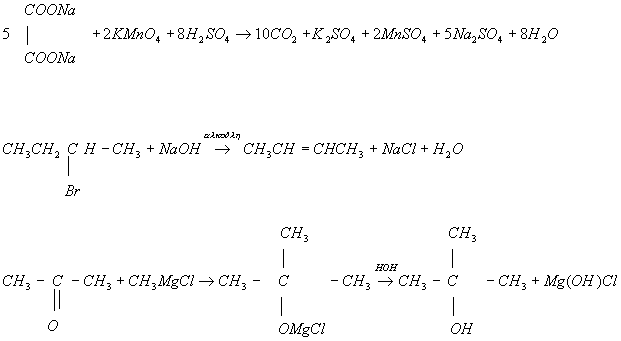 COONa
5 | + 2KMnO₄ + 8H₂SO₄ → 10CO₂ + K₂SO₄ + 2MnSO₄ + 5Na₂SO₄ + 8H₂O
COONa
αλκοόλη
CH₃CH₂ C H − CH₃ + NaOH → CH₃CH = CHCH₃ + NaCl + H₂O
|
Br
CH₃ CH₃
| |
CH₃ − C − CH₃ + CH₃MgCl → CH₃ − C − CH₃ HOH → CH₃ − C − CH₃ + Mg(OH)Cl
|| | |
O OMgCl OH